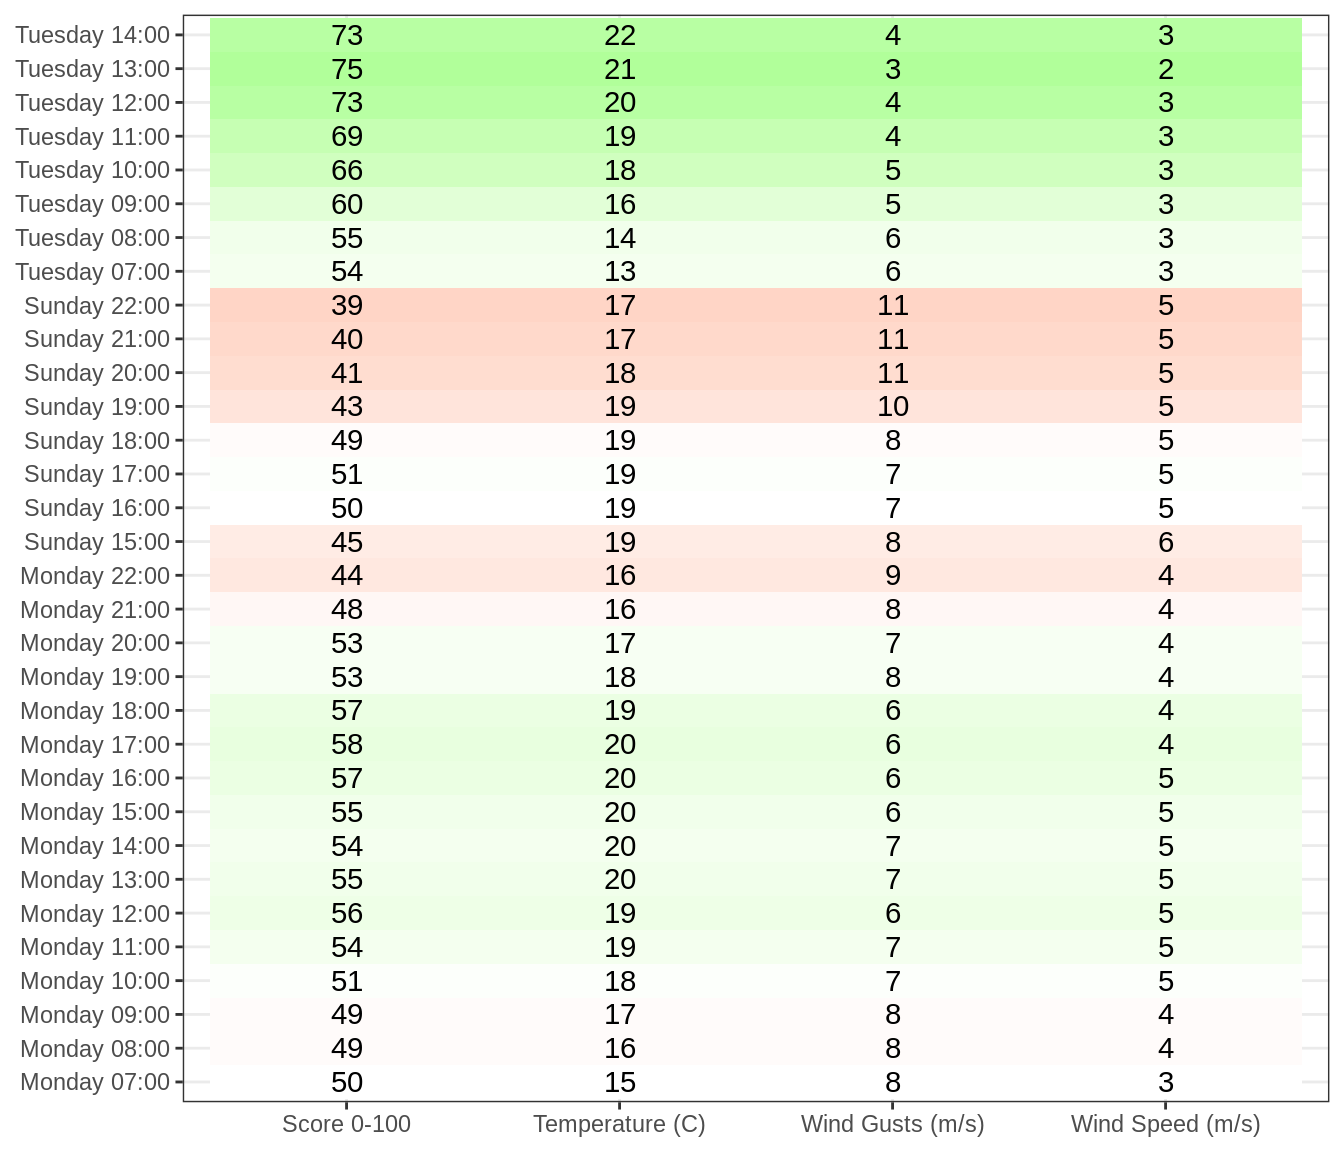 Tuesday 14:00 73 22 4 3
Tuesday 13:00 75 21 3 2
Tuesday 12:00 73 20 4 3
Tuesday 11:00 69 19 4 3
Tuesday 10:00 66 18 5 3
Tuesday 09:00 60 16 5 3
Tuesday 08:00 55 14 6 3
Tuesday 07:00 54 13 6 3
Sunday 22:00 39 17 11 5
Sunday 21:00 40 17 11 5
Sunday 20:00 41 18 11 5
Sunday 19:00 43 19 10 5
Sunday 18:00 49 19 8 5
Sunday 17:00 51 19 7 5
Sunday 16:00 50 19 7 5
Sunday 15:00 45 19 8 6
Monday 22:00 44 16 9 4
Monday 21:00 48 16 8 4
Monday 20:00 53 17 7 4
Monday 19:00 53 18 8 4
Monday 18:00 57 19 6 4
Monday 17:00 58 20 6 4
Monday 16:00 57 20 6 5
Monday 15:00 55 20 6 5
Monday 14:00 54 20 7 5
Monday 13:00 55 20 7 5
Monday 12:00 56 19 6 5
Monday 11:00 54 19 7 5
Monday 10:00 51 18 7 5
Monday 09:00 49 17 8 4
Monday 08:00 49 16 8 4
Monday 07:00 50 15 8 3
Score 0-100 Temperature (C) Wind Gusts (m/s) Wind Speed (m/s)